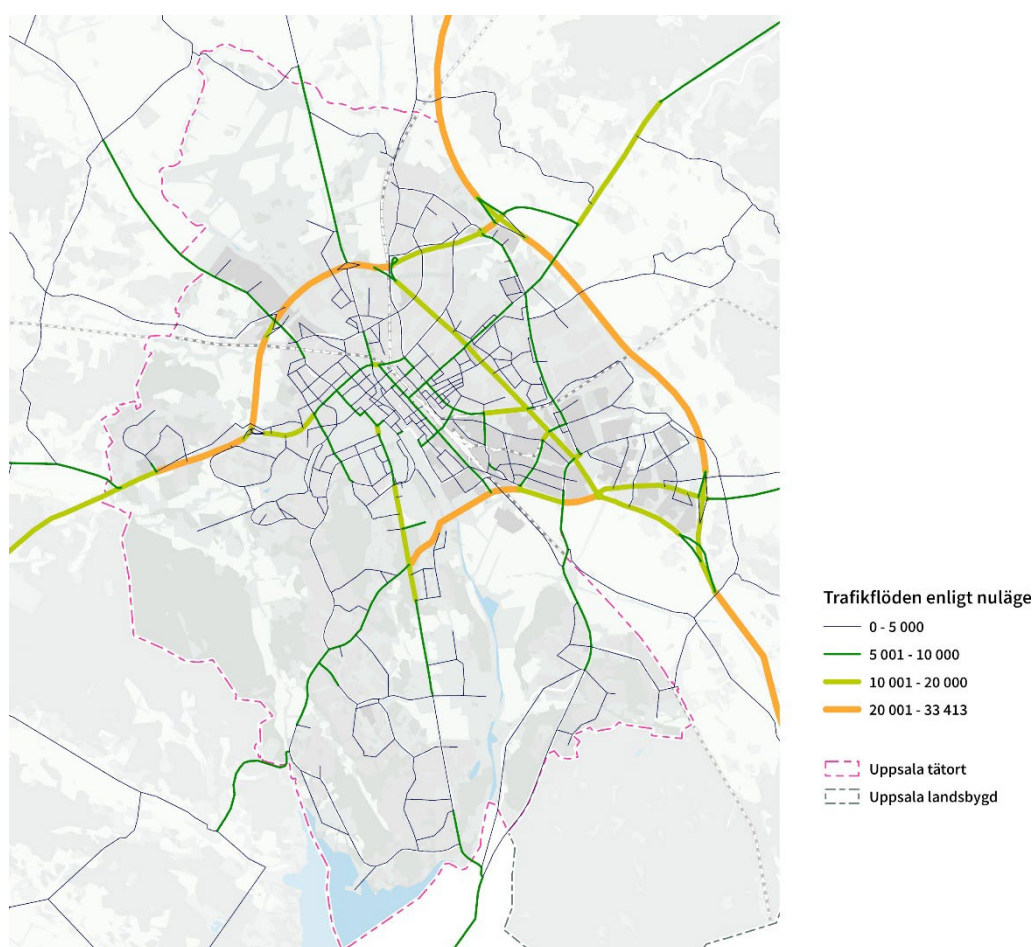 Trafikflöden enligt nuläge
0 - 5 000
5 001 - 10 000
10 001 - 20 000
20 001 - 33 413
Uppsala tätort
Uppsala landsbygd